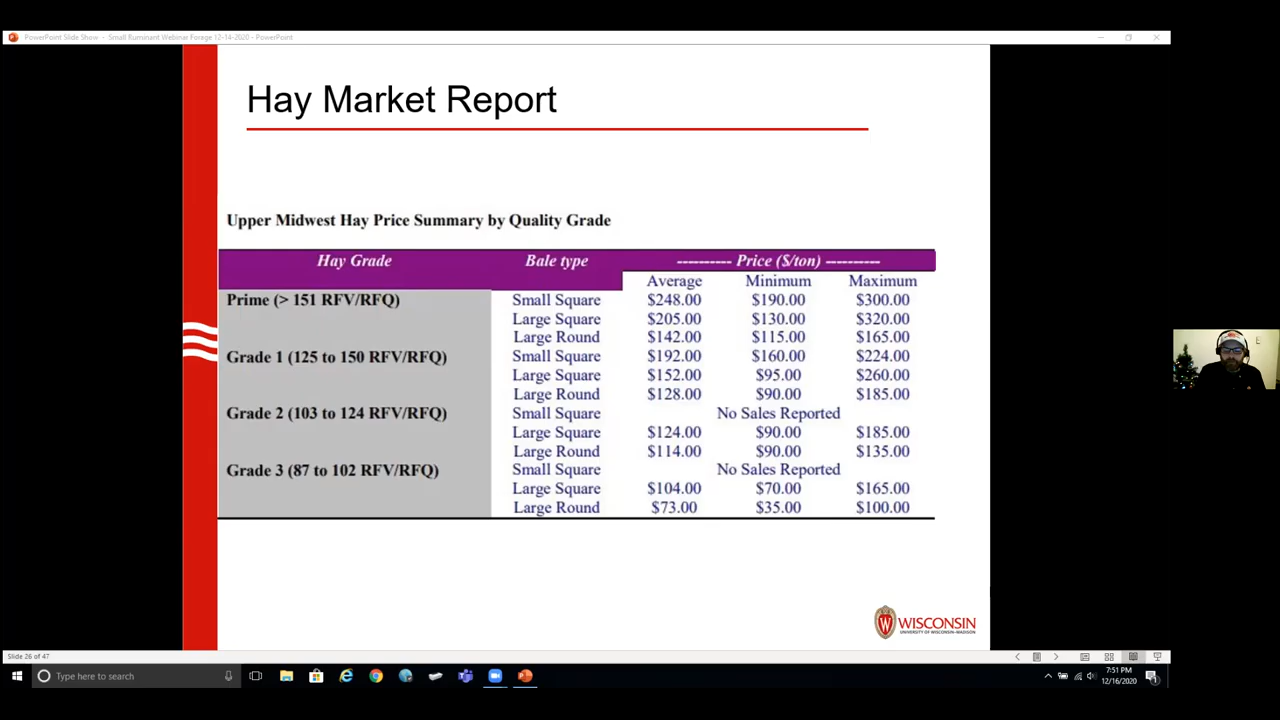 PowerPoint Slide Show - Small Ruminant Webinar Forage 12-14-2020 - PowerPoint
Hay Market Report
Upper Midwest Hay Price Summary by Quality Grade
Hay Grade Bale type ---------- Price ($/ton) ----------
Average Minimum Maximum
Prime (> 151 RFV/RFQ) Small Square $248.00 $190.00 $300.00
Large Square $205.00 $130.00 $320.00
Large Round $142.00 $115.00 $165.00
Grade 1 (125 to 150 RFV/RFQ) Small Square $192.00 $160.00 $224.00
Large Square $152.00 $95.00 $260.00
Large Round $128.00 $90.00 $185.00
Grade 2 (103 to 124 RFV/RFQ) Small Square No Sales Reported
Large Square $124.00 $90.00 $185.00
Large Round $114.00 $90.00 $135.00
Grade 3 (87 to 102 RFV/RFQ) Small Square No Sales Reported
Large Square $104.00 $70.00 $165.00
Large Round $73.00 $35.00 $100.00
W WISCONSIN
UNIVERSITY OF WISCONSIN-MADISON
Slide 26 of 47
Type here to search
7:51 PM
12/16/2020